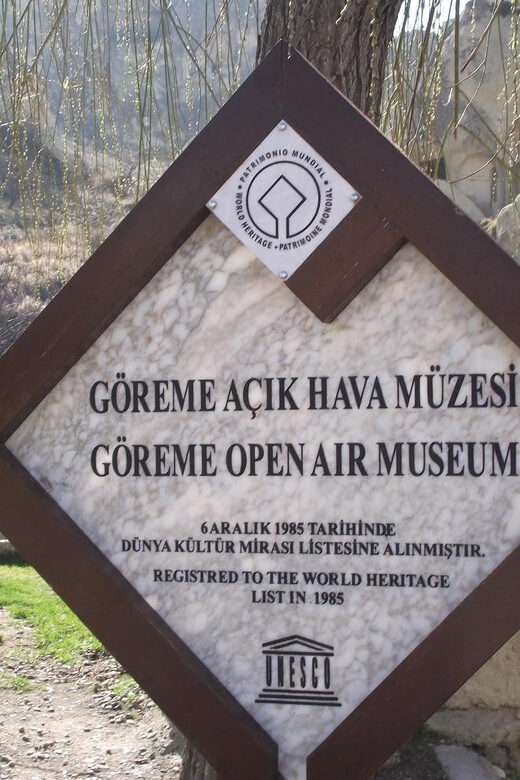 PATRIMONIO MUNDIAL • WORLD HERITAGE • PATRIMOINE MONDIAL •
GÖREME AÇIK HAVA MÜZESİ
GÖREME OPEN AIR MUSEUM
6 ARALIK 1985 TARİHİNDE
DÜNYA KÜLTÜR MİRASI LİSTESİNE ALINMIŞTIR.
REGISTRED TO THE WORLD HERITAGE
LIST IN 1985
UNESCO